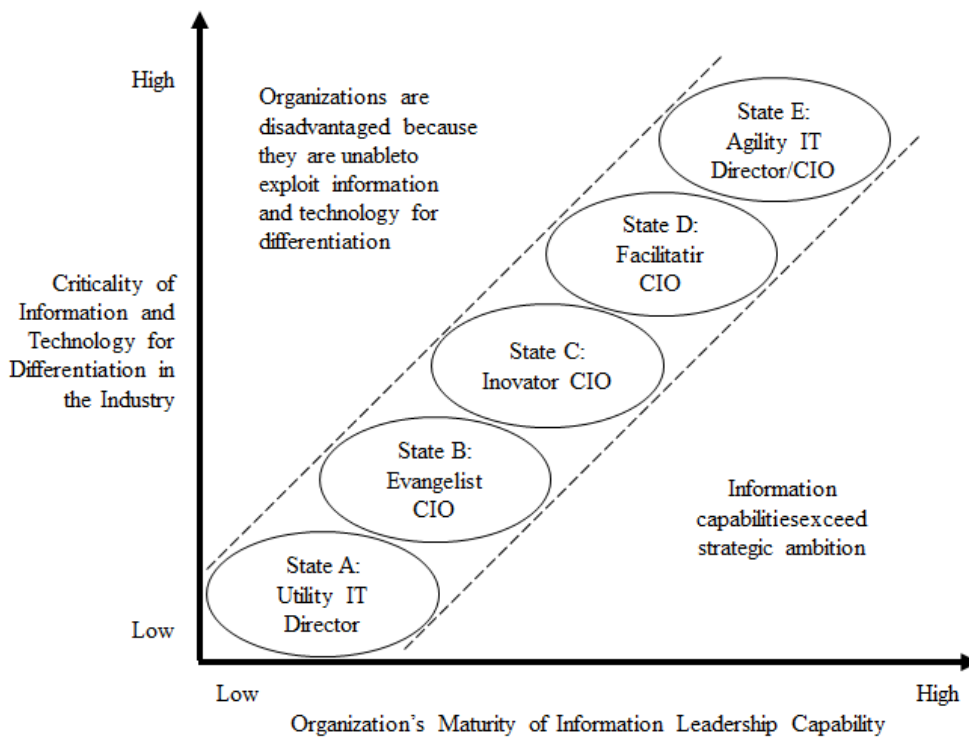 High
Organizations are
disadvantaged because
they are unableto
exploit information
and technology for
differentiation
State E:
Agility IT
Director/CIO
State D:
Facilitatir
CIO
Criticality of
Information and
Technology for
Differentiation in
the Industry
State C:
Inovator CIO
State B:
Evangelist
CIO
Information
capabilitiesexceed
strategic ambition
State A:
Utility IT
Director
Low
Low
High
Organization’s Maturity of Information Leadership Capability